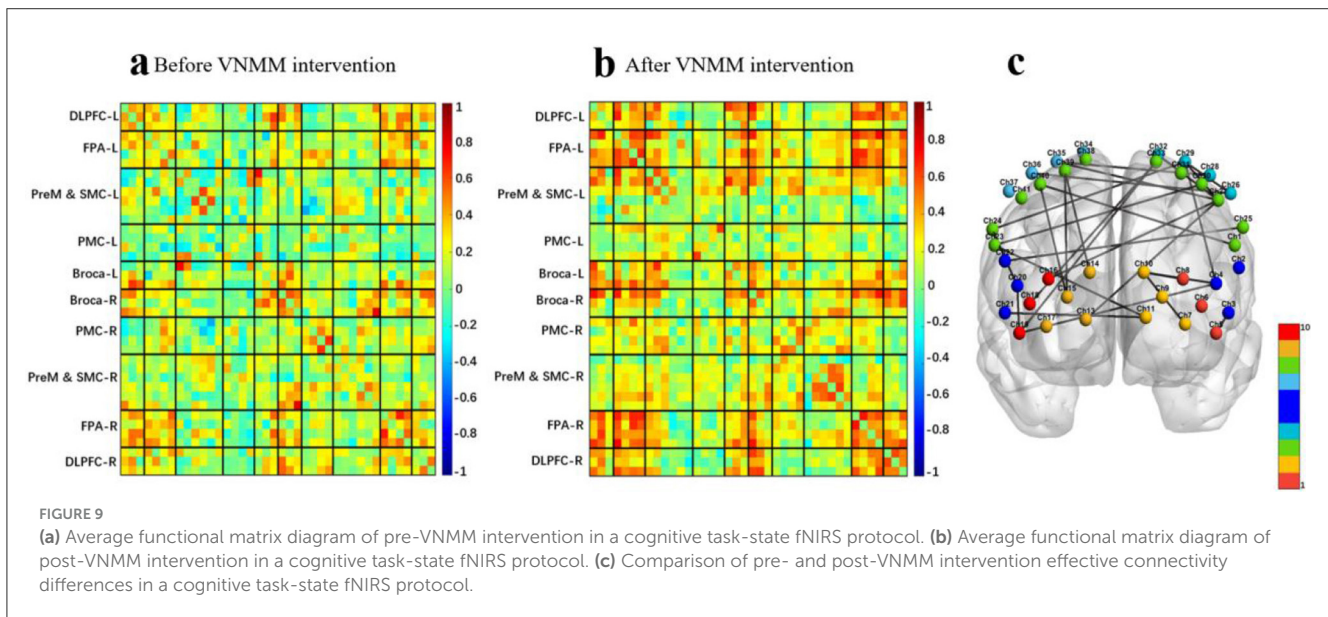 a Before VNMM intervention
DLPFC-L
FPA-L
PreM & SMC-L
PMC-L
Broca-L
Broca-R
PMC-R
PreM & SMC-R
FPA-R
DLPFC-R
1
0.8
0.6
0.4
0.2
0
-0.2
-0.4
-0.6
-0.8
-1
b After VNMM intervention
DLPFC-L
FPA-L
PreM & SMC-L
PMC-L
Broca-L
Broca-R
PMC-R
PreM & SMC-R
FPA-R
DLPFC-R
1
0.8
0.6
0.4
0.2
0
-0.2
-0.4
-0.6
-0.8
-1
c
Ch34
Ch38
Ch35
Ch36
Ch37
Ch41
Ch32
Ch29
Ch28
Ch26
Ch24
Ch23
Ch25
Ch1
Ch20
Ch14
Ch10
Ch8
Ch4
Ch2
Ch15
Ch9
Ch6
Ch3
Ch21
Ch17
Ch12
Ch11
Ch7
10
1
FIGURE 9
(a) Average functional matrix diagram of pre-VNMM intervention in a cognitive task-state fNIRS protocol. (b) Average functional matrix diagram of
post-VNMM intervention in a cognitive task-state fNIRS protocol. (c) Comparison of pre- and post-VNMM intervention effective connectivity
differences in a cognitive task-state fNIRS protocol.